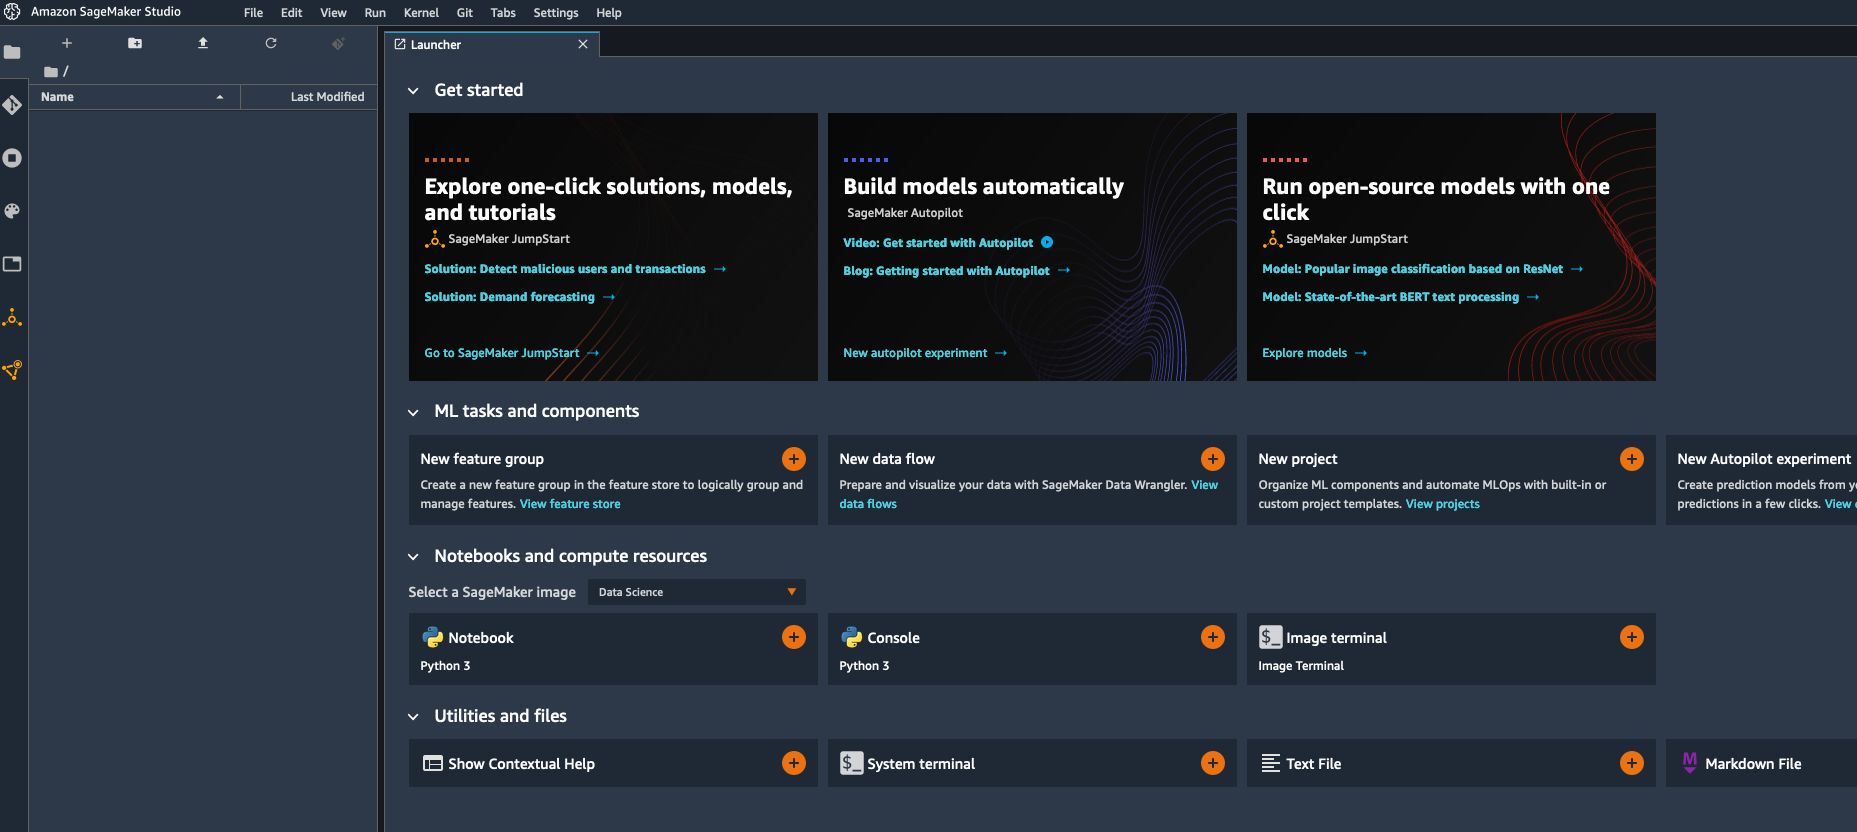 Amazon SageMaker Studio
File Edit View Run Kernel Git Tabs Settings Help
/
Name Last Modified
Launcher
Get started
Explore one-click solutions, models,
and tutorials
SageMaker JumpStart
Solution: Detect malicious users and transactions →
Solution: Demand forecasting →
Go to SageMaker JumpStart →
Build models automatically
SageMaker Autopilot
Video: Get started with Autopilot
Blog: Getting started with Autopilot →
New autopilot experiment →
Run open-source models with one
click
SageMaker JumpStart
Model: Popular image classification based on ResNet →
Model: State-of-the-art BERT text processing →
Explore models →
ML tasks and components
New feature group
Create a new feature group in the feature store to logically group and
manage features. View feature store
New data flow
Prepare and visualize your data with SageMaker Data Wrangler. View
data flows
New project
Organize ML components and automate MLOps with built-in or
custom project templates. View projects
New Autopilot experiment
Create prediction models from
predictions in a few clicks. View
Notebooks and compute resources
Select a SageMaker image Data Science
Notebook
Python 3
Console
Python 3
$_ Image terminal
Image Terminal
Utilities and files
Show Contextual Help
$_ System terminal
Text File
M Markdown File